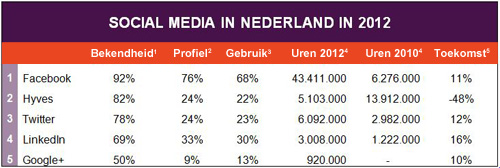 SOCIAL MEDIA IN NEDERLAND IN 2012
Bekendheid¹ Profiel² Gebruik³ Uren 2012⁴ Uren 2010⁴ Toekomst⁵
1 Facebook 92% 76% 68% 43.411.000 6.276.000 11%
2 Hyves 82% 24% 22% 5.103.000 13.912.000 -48%
3 Twitter 78% 24% 23% 6.092.000 2.982.000 12%
4 LinkedIn 69% 33% 30% 3.008.000 1.222.000 16%
5 Google+ 50% 9% 13% 920.000 - 10%